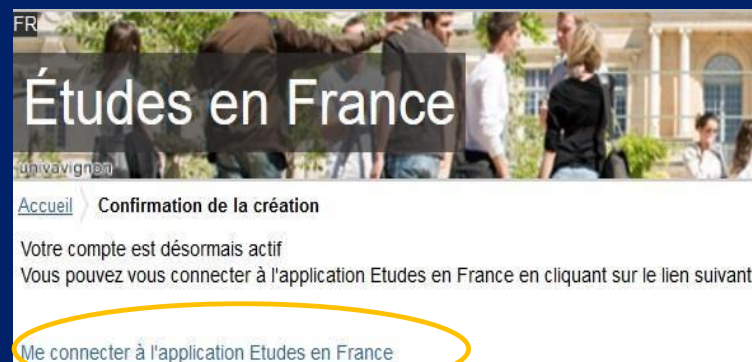 FR
Études en France
univavignon
Accueil Confirmation de la création
Votre compte est désormais actif
Vous pouvez vous connecter à l'application Etudes en France en cliquant sur le lien suivant
Me connecter à l'application Etudes en France